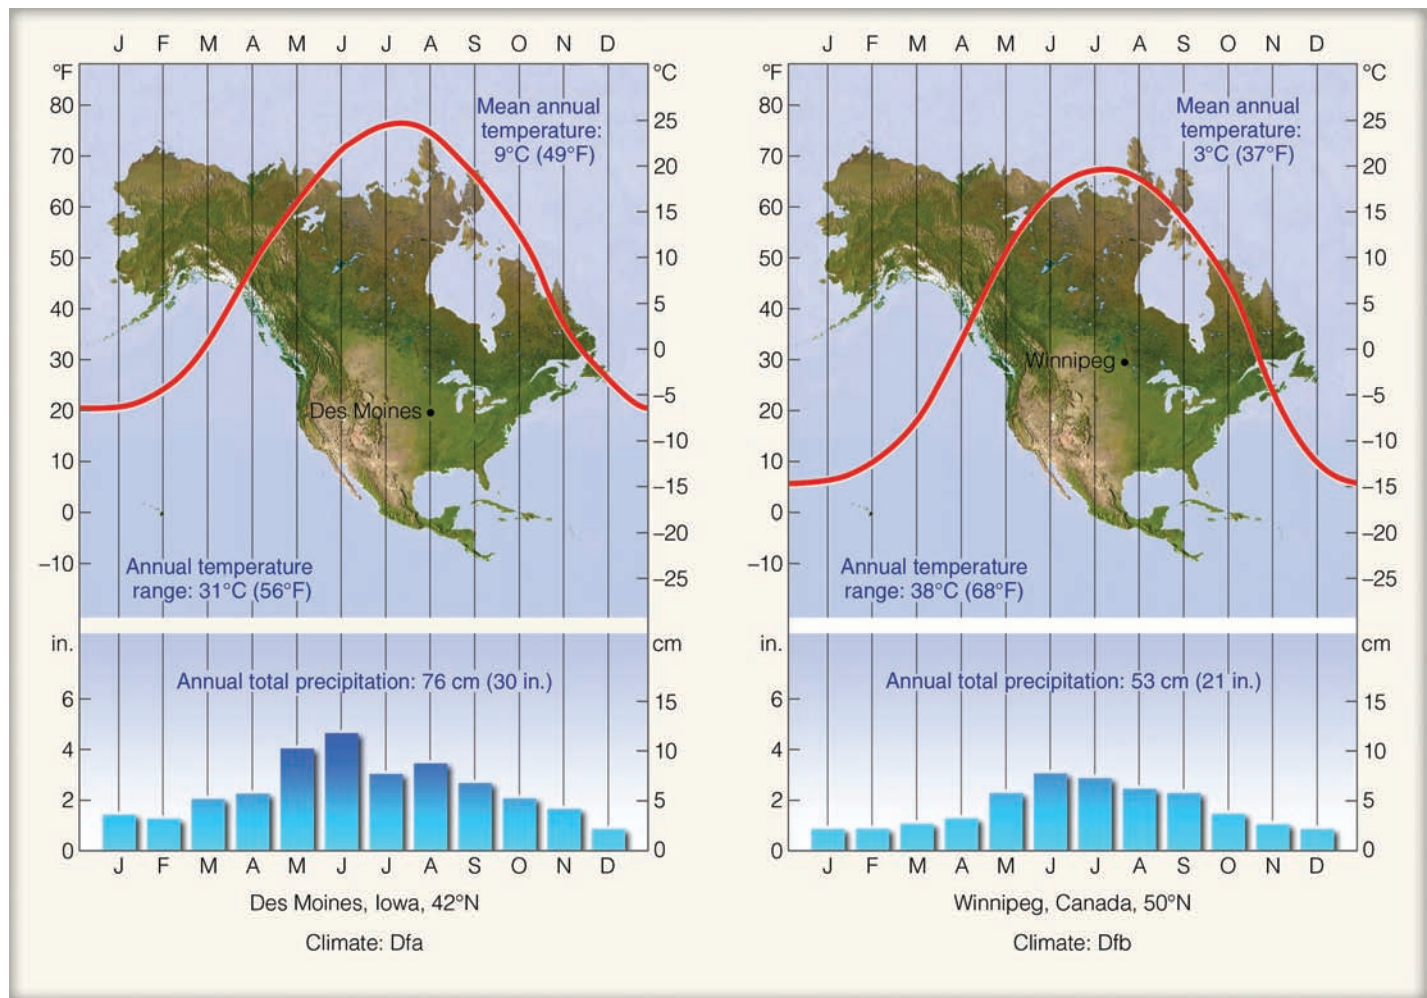 J F M A M J J A S O N D
°F
°C
80
70
60
50
40
30
20
10
0
–10
25
20
15
10
5
0
–5
–10
–15
–20
–25
Mean annual
temperature:
9°C (49°F)
Des Moines
Annual temperature
range: 31°C (56°F)
in.
cm
Annual total precipitation: 76 cm (30 in.)
6
4
2
0
15
10
5
0
J F M A M J J A S O N D
Des Moines, Iowa, 42°N
Climate: Dfa
J F M A M J J A S O N D
°F
°C
80
70
60
50
40
30
20
10
0
–10
25
20
15
10
5
0
–5
–10
–15
–20
–25
Mean annual
temperature:
3°C (37°F)
Winnipeg
Annual temperature
range: 38°C (68°F)
in.
cm
Annual total precipitation: 53 cm (21 in.)
6
4
2
0
15
10
5
0
J F M A M J J A S O N D
Winnipeg, Canada, 50°N
Climate: Dfb